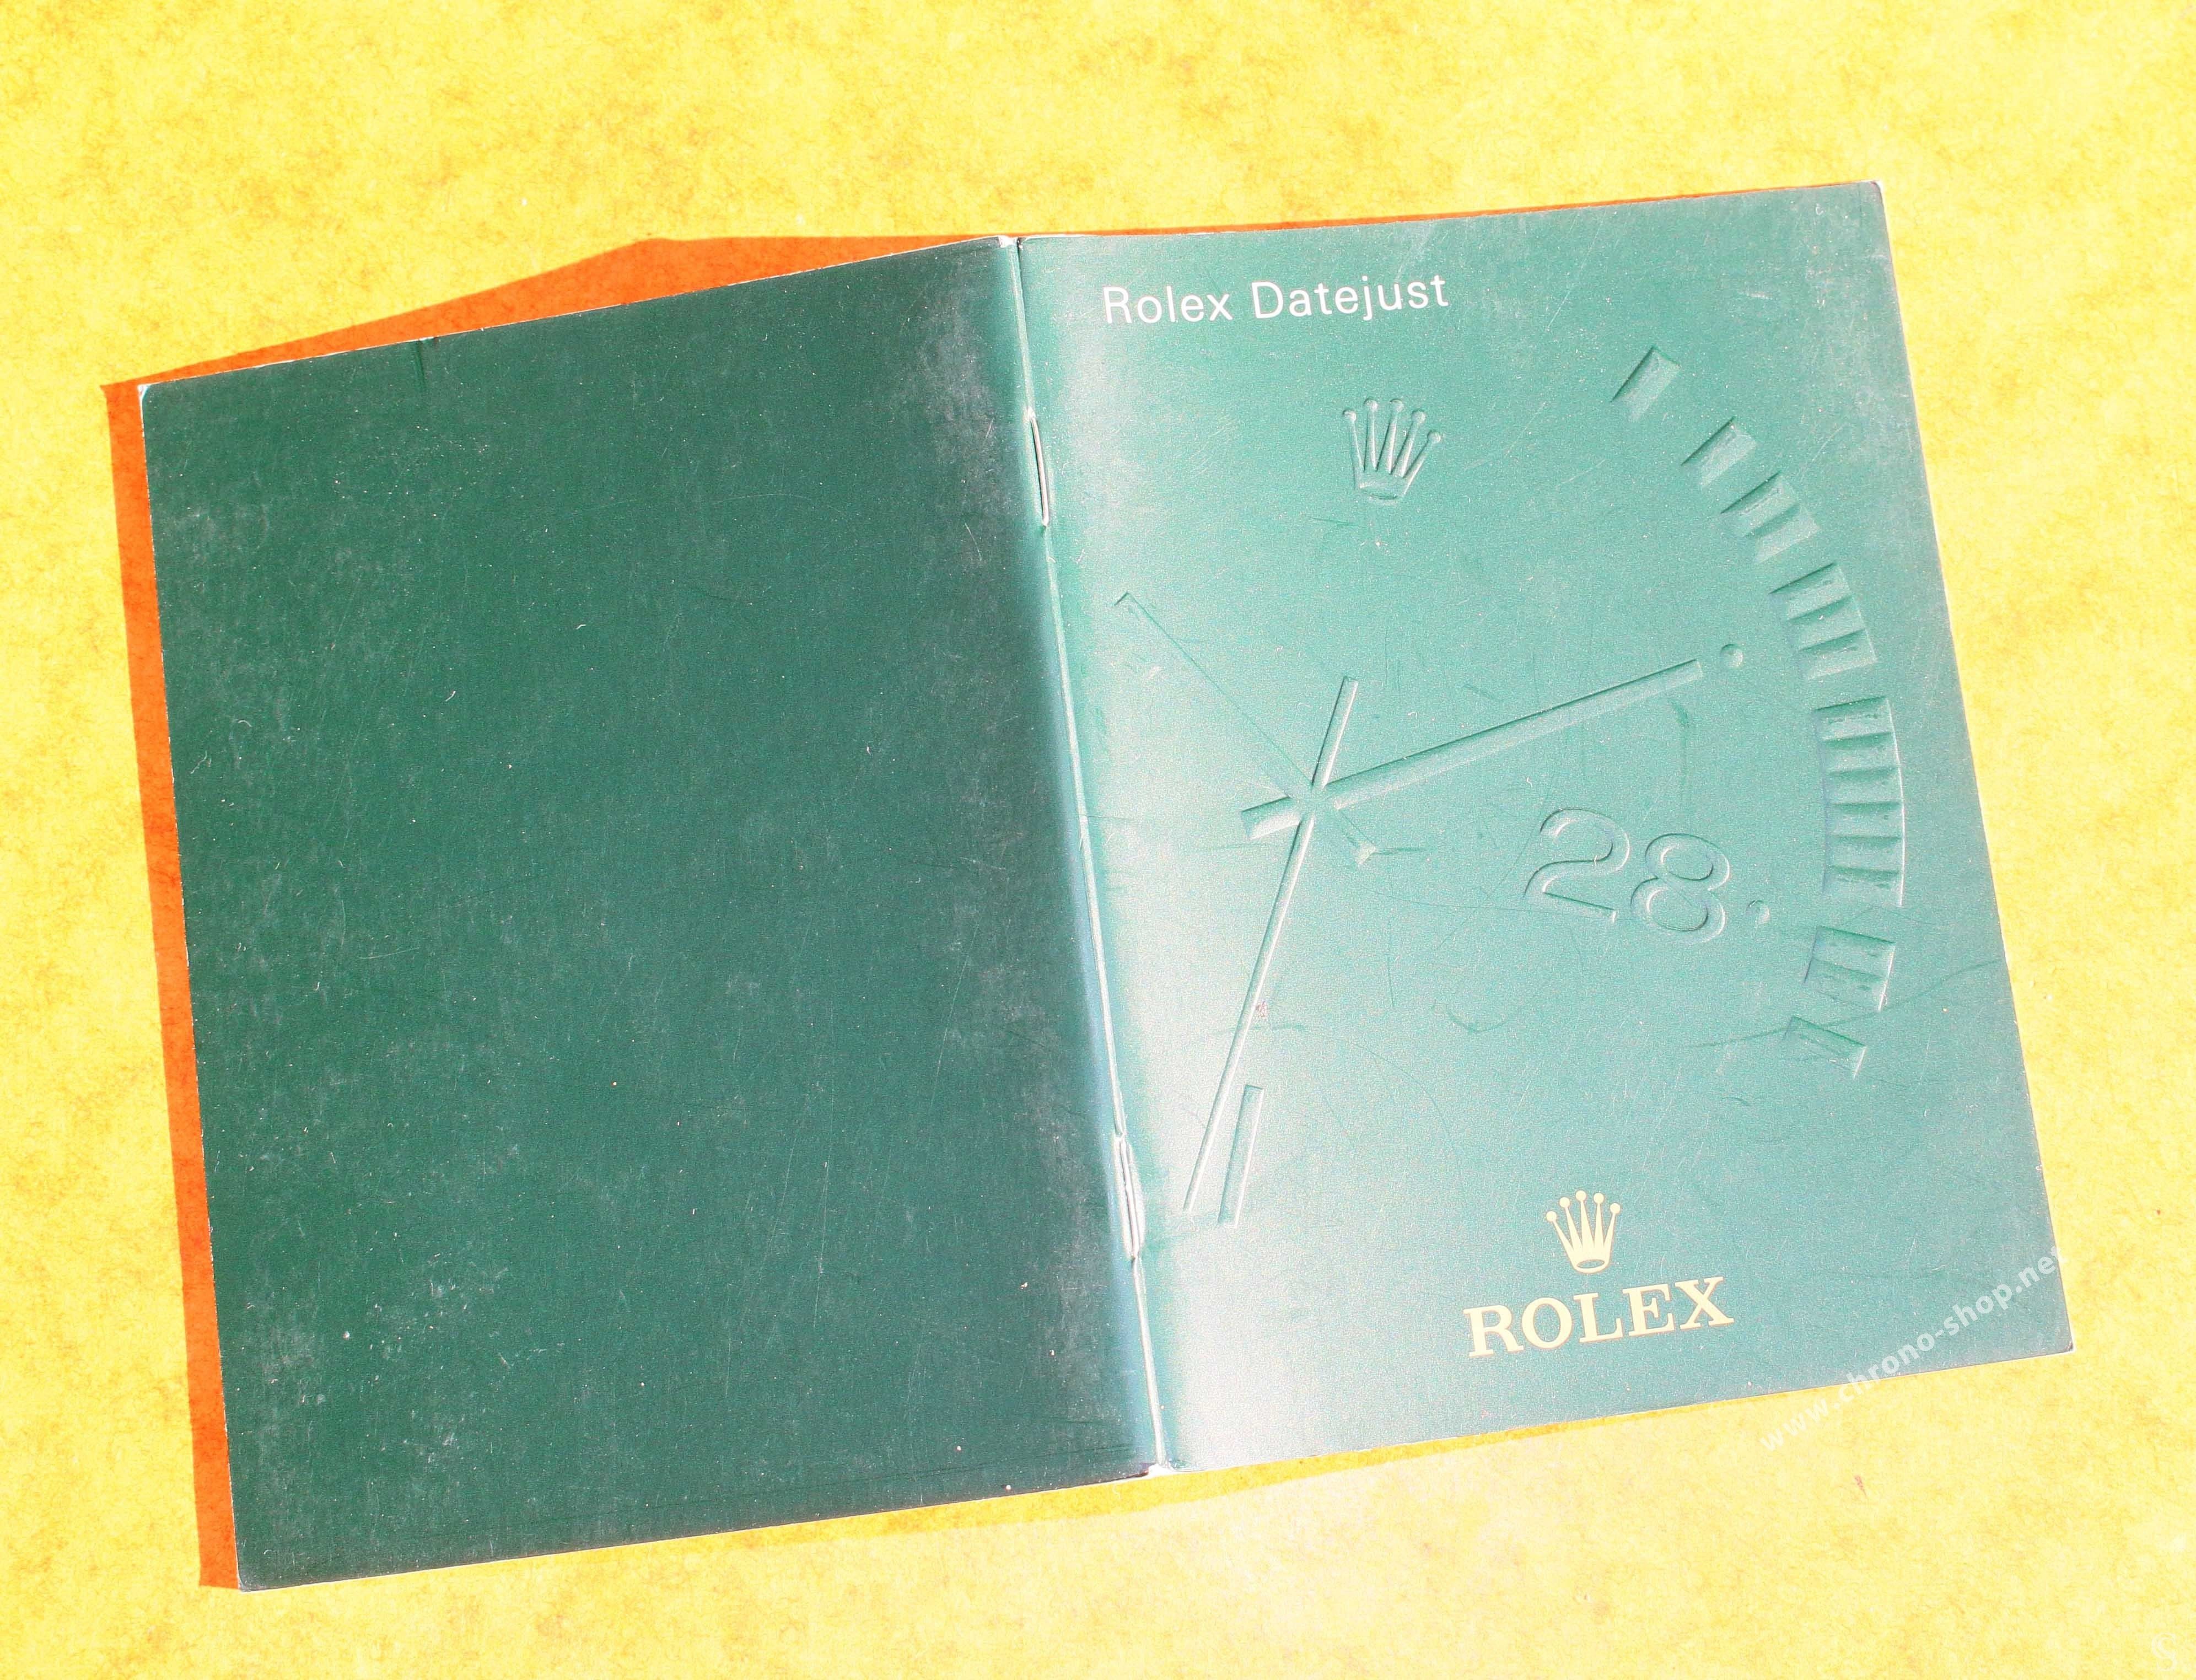 Rolex Datejust
28.
ROLEX
www.chrono-shop.net